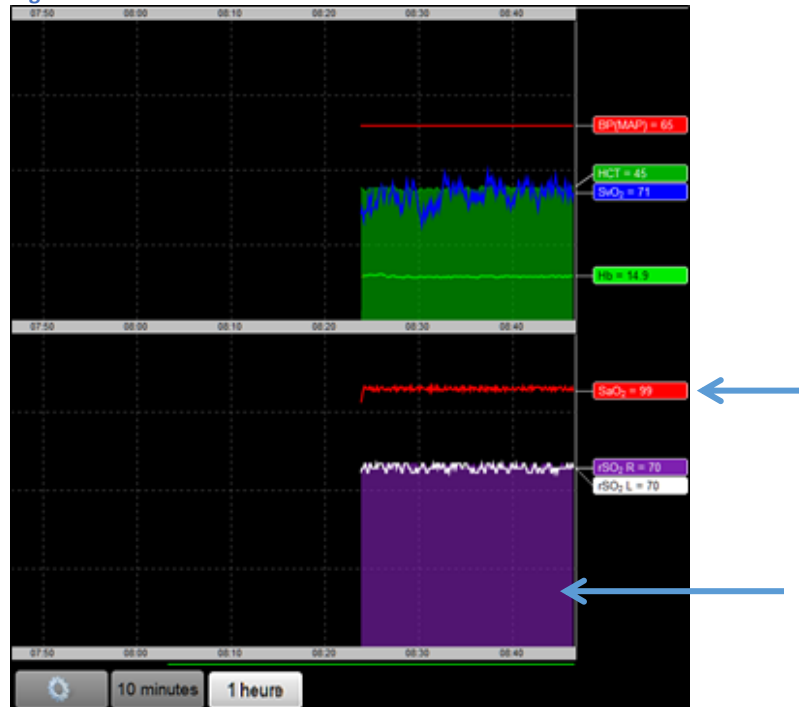 07:50 08:00 08:10 08:20 08:30 08:40
BP(MAP) = 65
HCT = 45
SvO₂ = 71
Hb = 14.9
07:50 08:00 08:10 08:20 08:30 08:40
SaO₂ = 99
rSO₂ R = 70
rSO₂ L = 70
07:50 08:00 08:10 08:20 08:30 08:40
10 minutes 1 heure